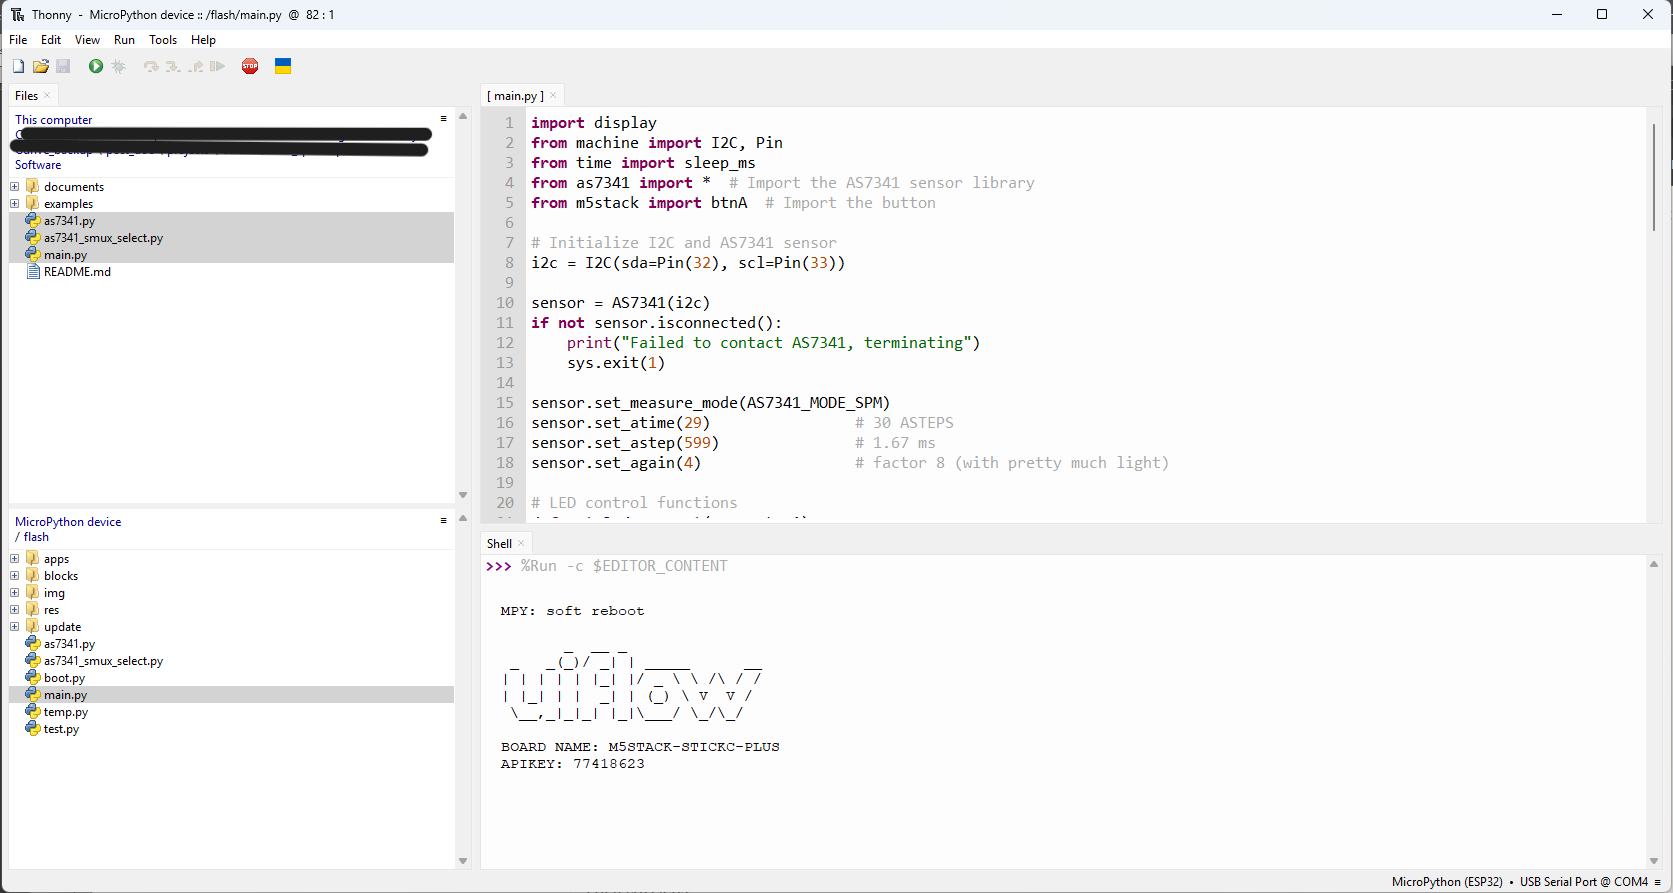 Thonny - MicroPython device :: /flash/main.py @ 82 : 1
File Edit View Run Tools Help
STOP
Files
This computer
Software
documents
examples
as7341.py
as7341_smux_select.py
main.py
README.md
MicroPython device
/ flash
apps
blocks
img
res
update
as7341.py
as7341_smux_select.py
boot.py
main.py
temp.py
test.py
[ main.py ]
1 import display
2 from machine import I2C, Pin
3 from time import sleep_ms
4 from as7341 import *  # Import the AS7341 sensor library
5 from m5stack import btnA  # Import the button
6
7 # Initialize I2C and AS7341 sensor
8 i2c = I2C(sda=Pin(32), scl=Pin(33))
9
10 sensor = AS7341(i2c)
11 if not sensor.isconnected():
12     print("Failed to contact AS7341, terminating")
13     sys.exit(1)
14
15 sensor.set_measure_mode(AS7341_MODE_SPM)
16 sensor.set_atime(29)                # 30 ASTEPS
17 sensor.set_astep(599)               # 1.67 ms
18 sensor.set_again(4)                 # factor 8 (with pretty much light)
19
20 # LED control functions
Shell
>>> %Run -c $EDITOR_CONTENT
MPY: soft reboot
uiflow
BOARD NAME: M5STACK-STICKC-PLUS
APIKEY: 77418623
MicroPython (ESP32) • USB Serial Port @ COM4